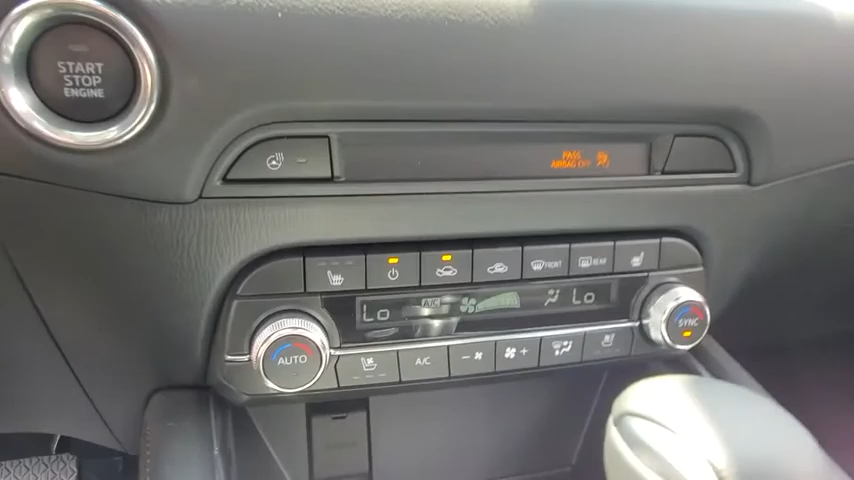 START
STOP
ENGINE
PASS
AIRBAG OFF
FRONT
REAR
Lo
A/C
Lo
AUTO
SYNC
A/C
- +